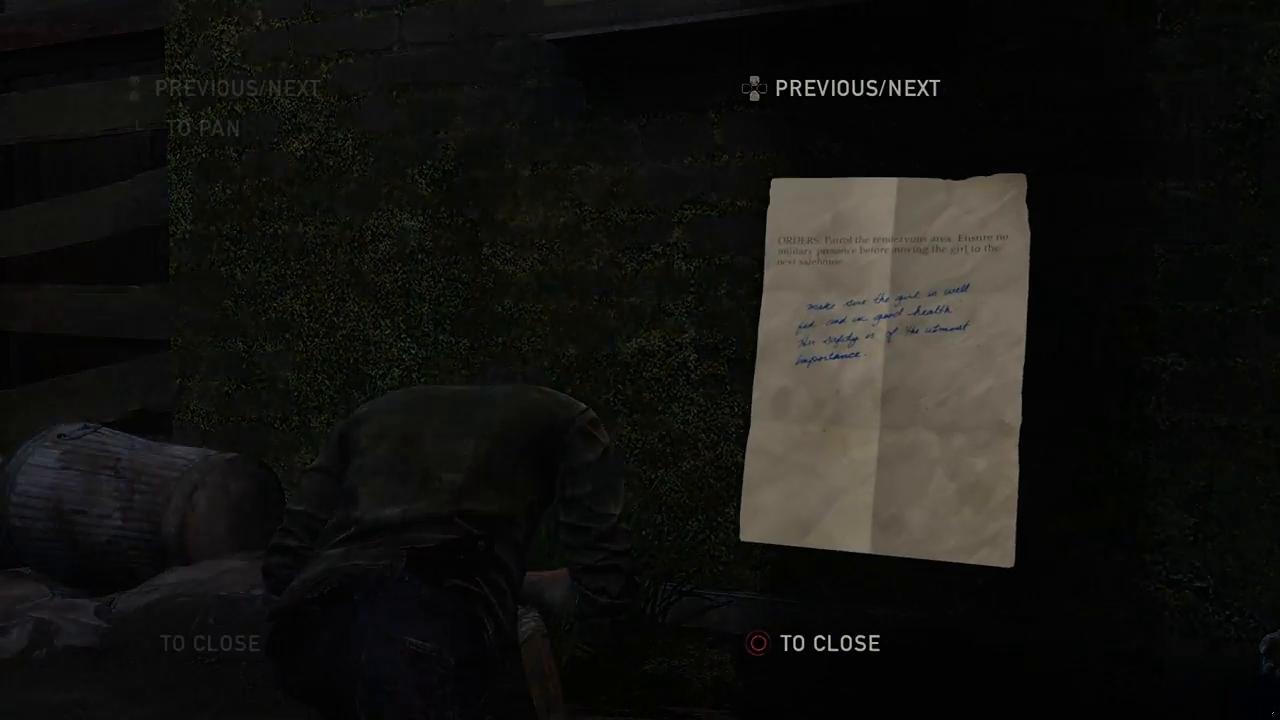 PREVIOUS/NEXT
TO PAN
PREVIOUS/NEXT
ORDERS: Patrol the rendezvous area. Ensure no
military presence before moving the girl to the
next safehouse.
Make sure the girl is well
fed and in good health
Her safety is of the utmost
importance.
TO CLOSE
TO CLOSE